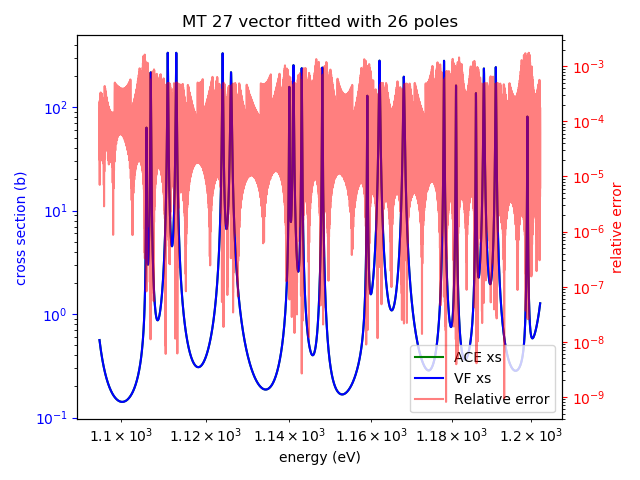 MT 27 vector fitted with 26 poles
cross section (b)
10²
10¹
10⁰
10⁻¹
10⁻³
10⁻⁴
10⁻⁵
10⁻⁶
10⁻⁷
10⁻⁸
10⁻⁹
relative error
ACE xs
VF xs
Relative error
1.1 × 10³ 1.12 × 10³ 1.14 × 10³ 1.16 × 10³ 1.18 × 10³ 1.2 × 10³
energy (eV)